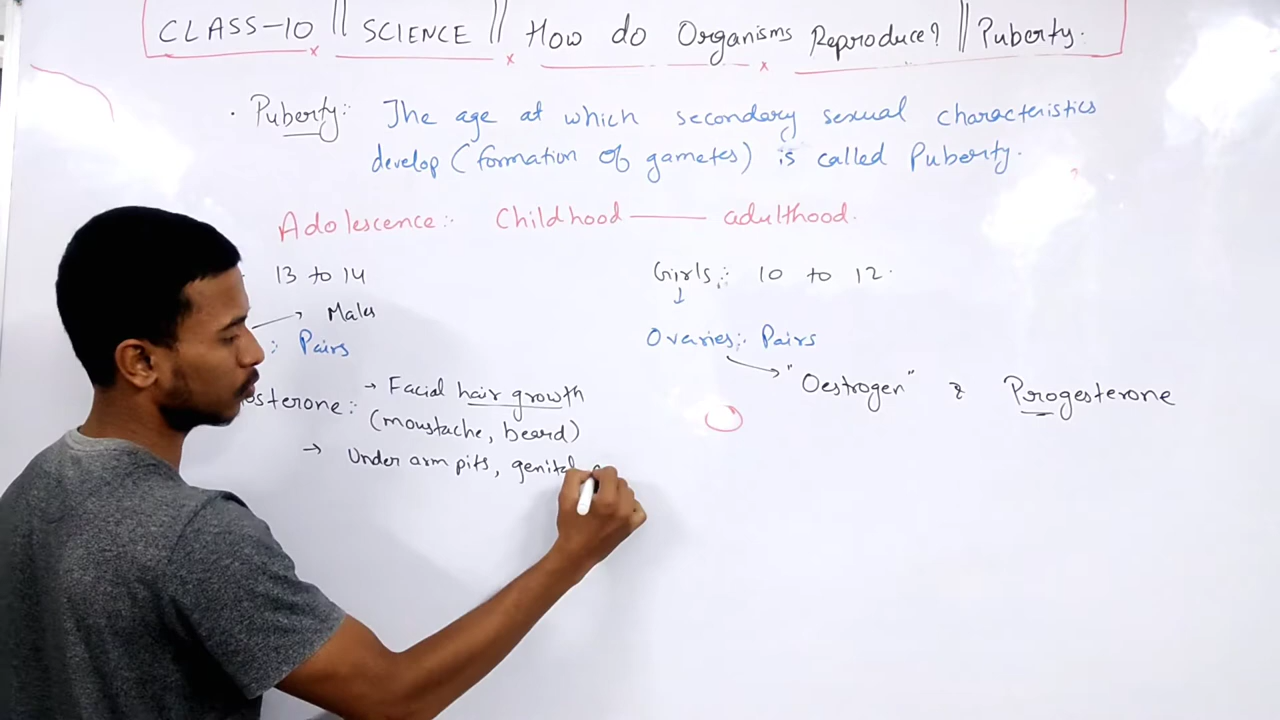 CLASS-10 || SCIENCE || How do Organisms Reproduce? || Puberty.
· Puberty:- The age at which secondary sexual characteristics
develop (formation of gametes) is called Puberty.
Adolescence:- Childhood —— adulthood.
13 to 14
Girls:- 10 to 12.
Males
: Pairs
Ovaries:- Pairs
"Oestrogen" & Progesterone
osterone: → Facial hair growth
(moustache, beard)
→ Under arm pits, genital